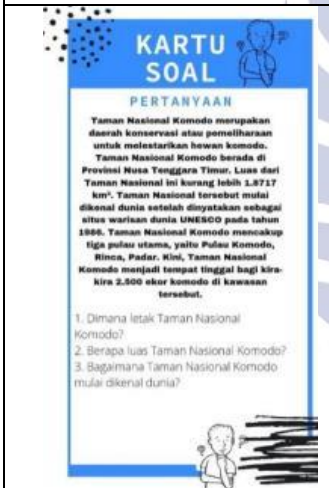 KARTU
SOAL
PERTANYAAN
Taman Nasional Komodo merupakan
daerah konservasi atau pemeliharaan
untuk melestarikan hewan komodo.
Taman Nasional Komodo berada di
Provinsi Nusa Tenggara Timur. Luas dari
Taman Nasional ini kurang lebih 1.8717
km². Taman Nasional tersebut mulai
dikenal dunia setelah dinyatakan sebagai
situs warisan dunia UNESCO pada tahun
1986. Taman Nasional Komodo mencakup
tiga pulau utama, yaitu Pulau Komodo,
Rinca, Padar. Kini, Taman Nasional
Komodo menjadi tempat tinggal bagi kira-
kira 2.500 ekor komodo di kawasan
tersebut.
1. Dimana letak Taman Nasional
Komodo?
2. Berapa luas Taman Nasional Komodo?
3. Bagaimana Taman Nasional Komodo
mulai dikenal dunia?